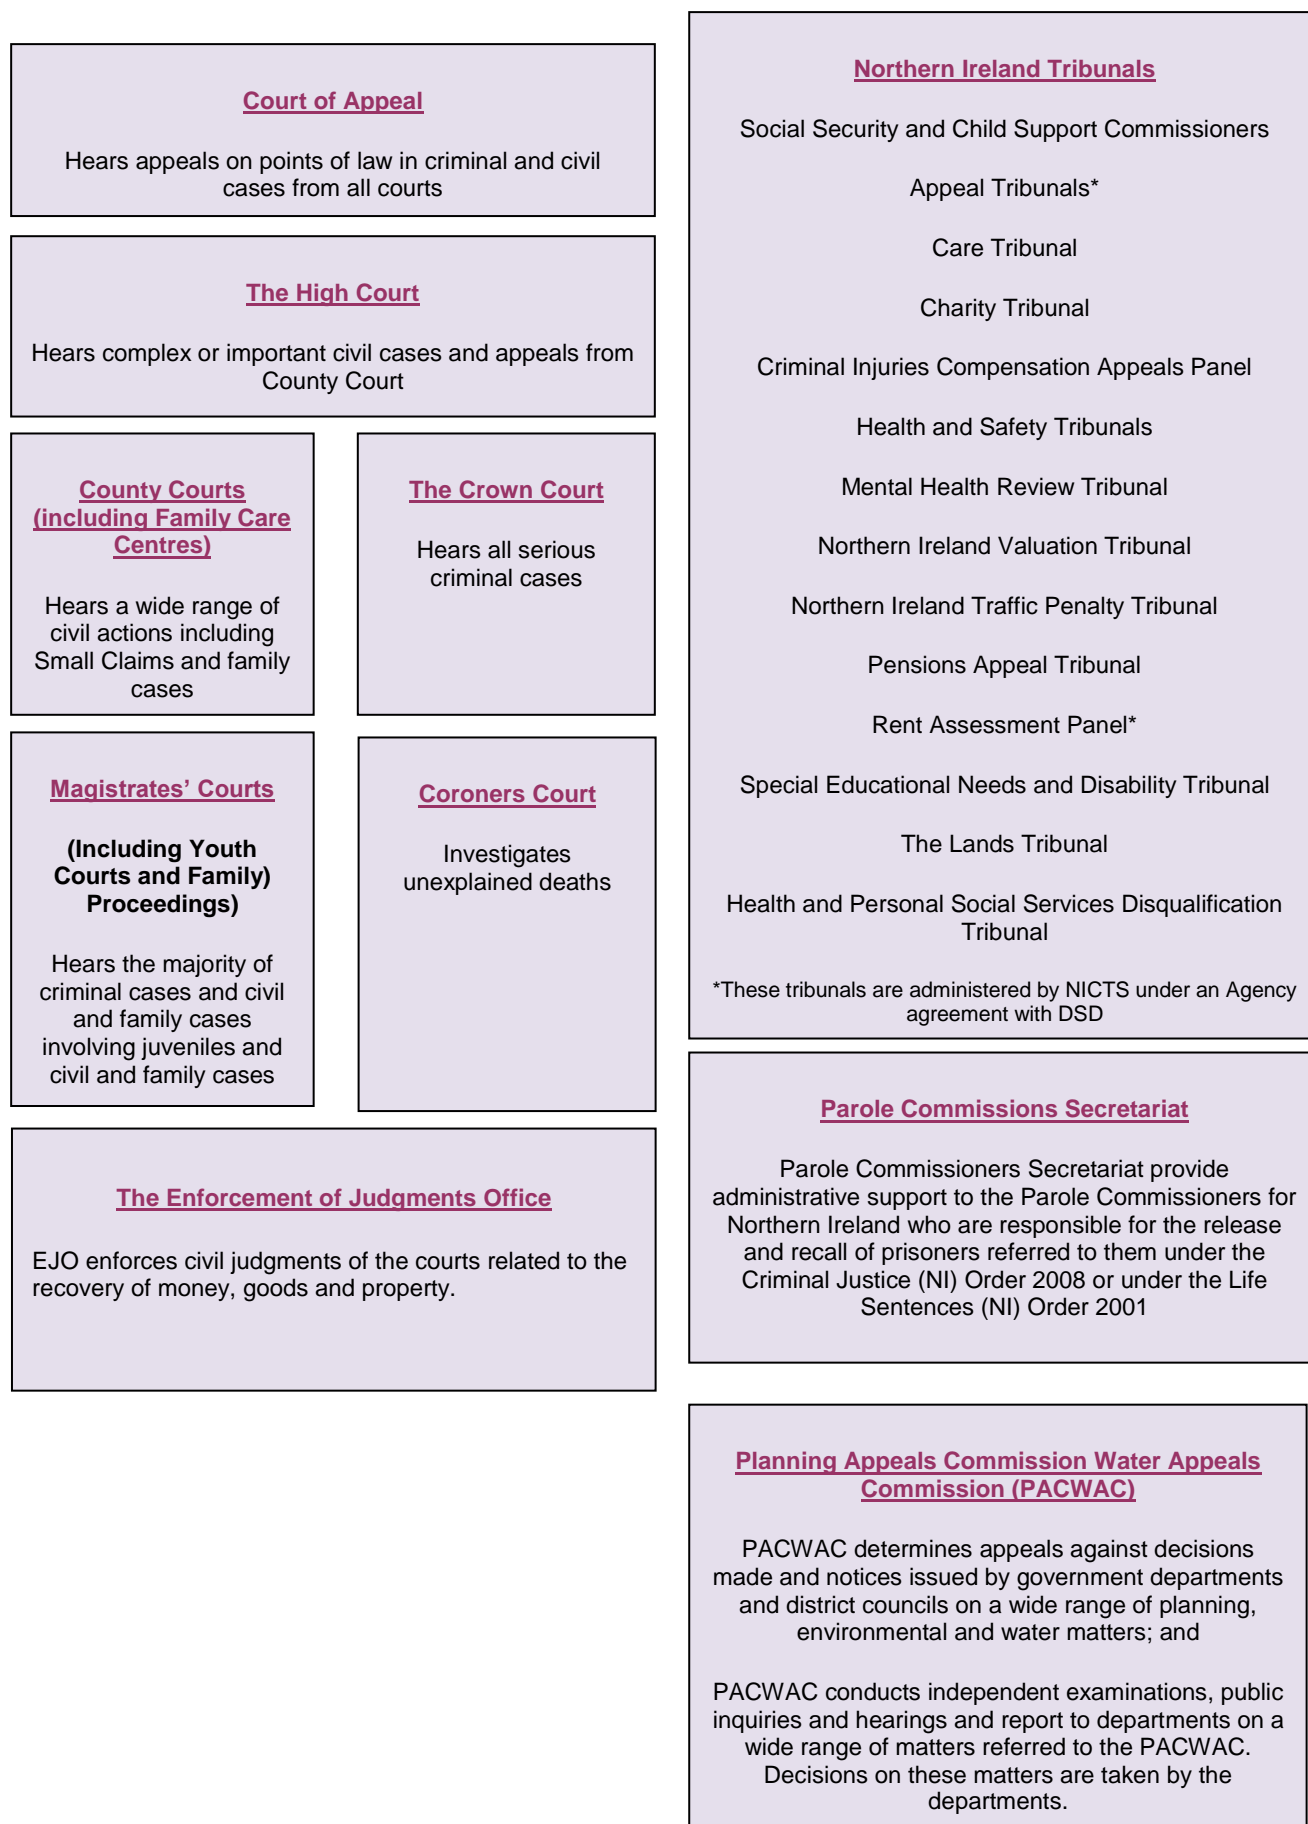 Court of Appeal
Hears appeals on points of law in criminal and civil
cases from all courts
The High Court
Hears complex or important civil cases and appeals from
County Court
County Courts
(including Family Care
Centres)
Hears a wide range of
civil actions including
Small Claims and family
cases
The Crown Court
Hears all serious
criminal cases
Magistrates’ Courts
(Including Youth
Courts and Family)
Proceedings)
Hears the majority of
criminal cases and civil
and family cases
involving juveniles and
civil and family cases
Coroners Court
Investigates
unexplained deaths
The Enforcement of Judgments Office
EJO enforces civil judgments of the courts related to the
recovery of money, goods and property.
Northern Ireland Tribunals
Social Security and Child Support Commissioners
Appeal Tribunals*
Care Tribunal
Charity Tribunal
Criminal Injuries Compensation Appeals Panel
Health and Safety Tribunals
Mental Health Review Tribunal
Northern Ireland Valuation Tribunal
Northern Ireland Traffic Penalty Tribunal
Pensions Appeal Tribunal
Rent Assessment Panel*
Special Educational Needs and Disability Tribunal
The Lands Tribunal
Health and Personal Social Services Disqualification
Tribunal
*These tribunals are administered by NICTS under an Agency
agreement with DSD
Parole Commissions Secretariat
Parole Commissioners Secretariat provide
administrative support to the Parole Commissioners for
Northern Ireland who are responsible for the release
and recall of prisoners referred to them under the
Criminal Justice (NI) Order 2008 or under the Life
Sentences (NI) Order 2001
Planning Appeals Commission Water Appeals
Commission (PACWAC)
PACWAC determines appeals against decisions
made and notices issued by government departments
and district councils on a wide range of planning,
environmental and water matters; and
PACWAC conducts independent examinations, public
inquiries and hearings and report to departments on a
wide range of matters referred to the PACWAC.
Decisions on these matters are taken by the
departments.